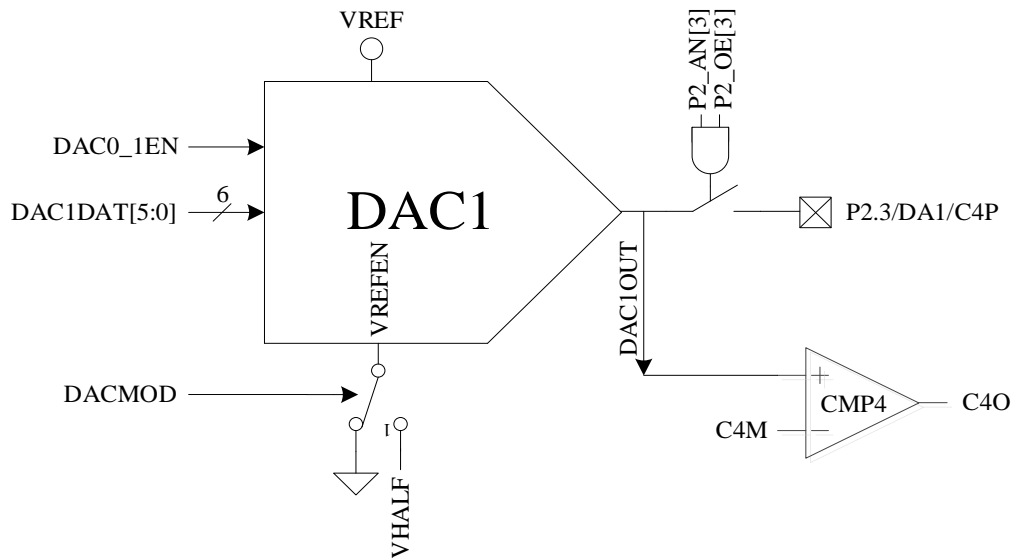 VREF
P2_AN[3]
P2_OE[3]
DAC0_1EN
6
DAC1DAT[5:0]
DAC1
P2.3/DA1/C4P
VREFEN
DAC1OUT
DACMOD
+
CMP4
C4O
C4M
1
VHALF